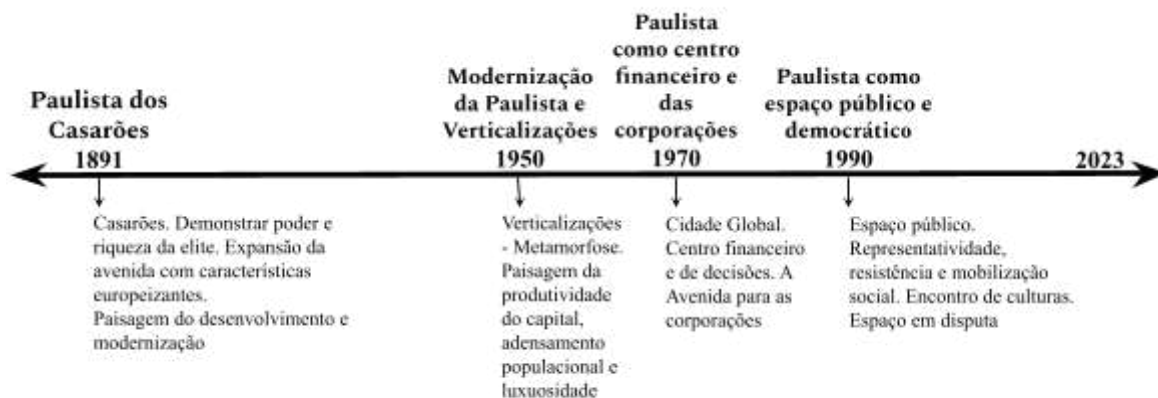 Paulista dos
Casarões
1891
Modernização
da Paulista e
Verticalizações
1950
Paulista
como centro
financeiro e
das
corporações
1970
Paulista como
espaço público e
democrático
1990
2023
Casarões. Demonstrar poder e
riqueza da elite. Expansão da
avenida com características
europeizantes.
Paisagem do desenvolvimento e
modernização
Verticalizações
- Metamorfose.
Paisagem da
produtividade
do capital,
adensamento
populacional e
luxuosidade
Cidade Global.
Centro financeiro
e de decisões. A
Avenida para as
corporações
Espaço público.
Representatividade,
resistência e mobilização
social. Encontro de culturas.
Espaço em disputa